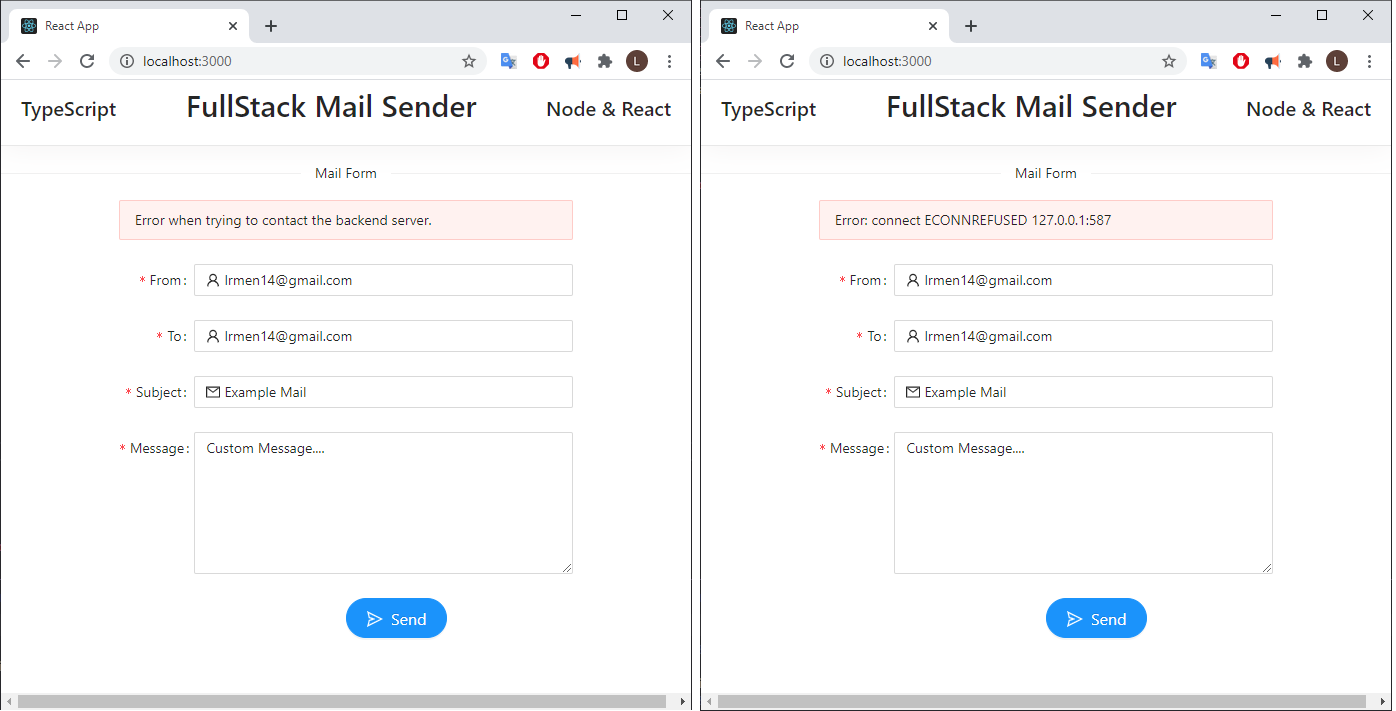 React App
localhost:3000
L
TypeScript FullStack Mail Sender Node & React
Mail Form
Error when trying to contact the backend server.
* From: lrmen14@gmail.com
* To: lrmen14@gmail.com
* Subject: Example Mail
* Message: Custom Message....
Send
React App
localhost:3000
L
TypeScript FullStack Mail Sender Node & React
Mail Form
Error: connect ECONNREFUSED 127.0.0.1:587
* From: lrmen14@gmail.com
* To: lrmen14@gmail.com
* Subject: Example Mail
* Message: Custom Message....
Send